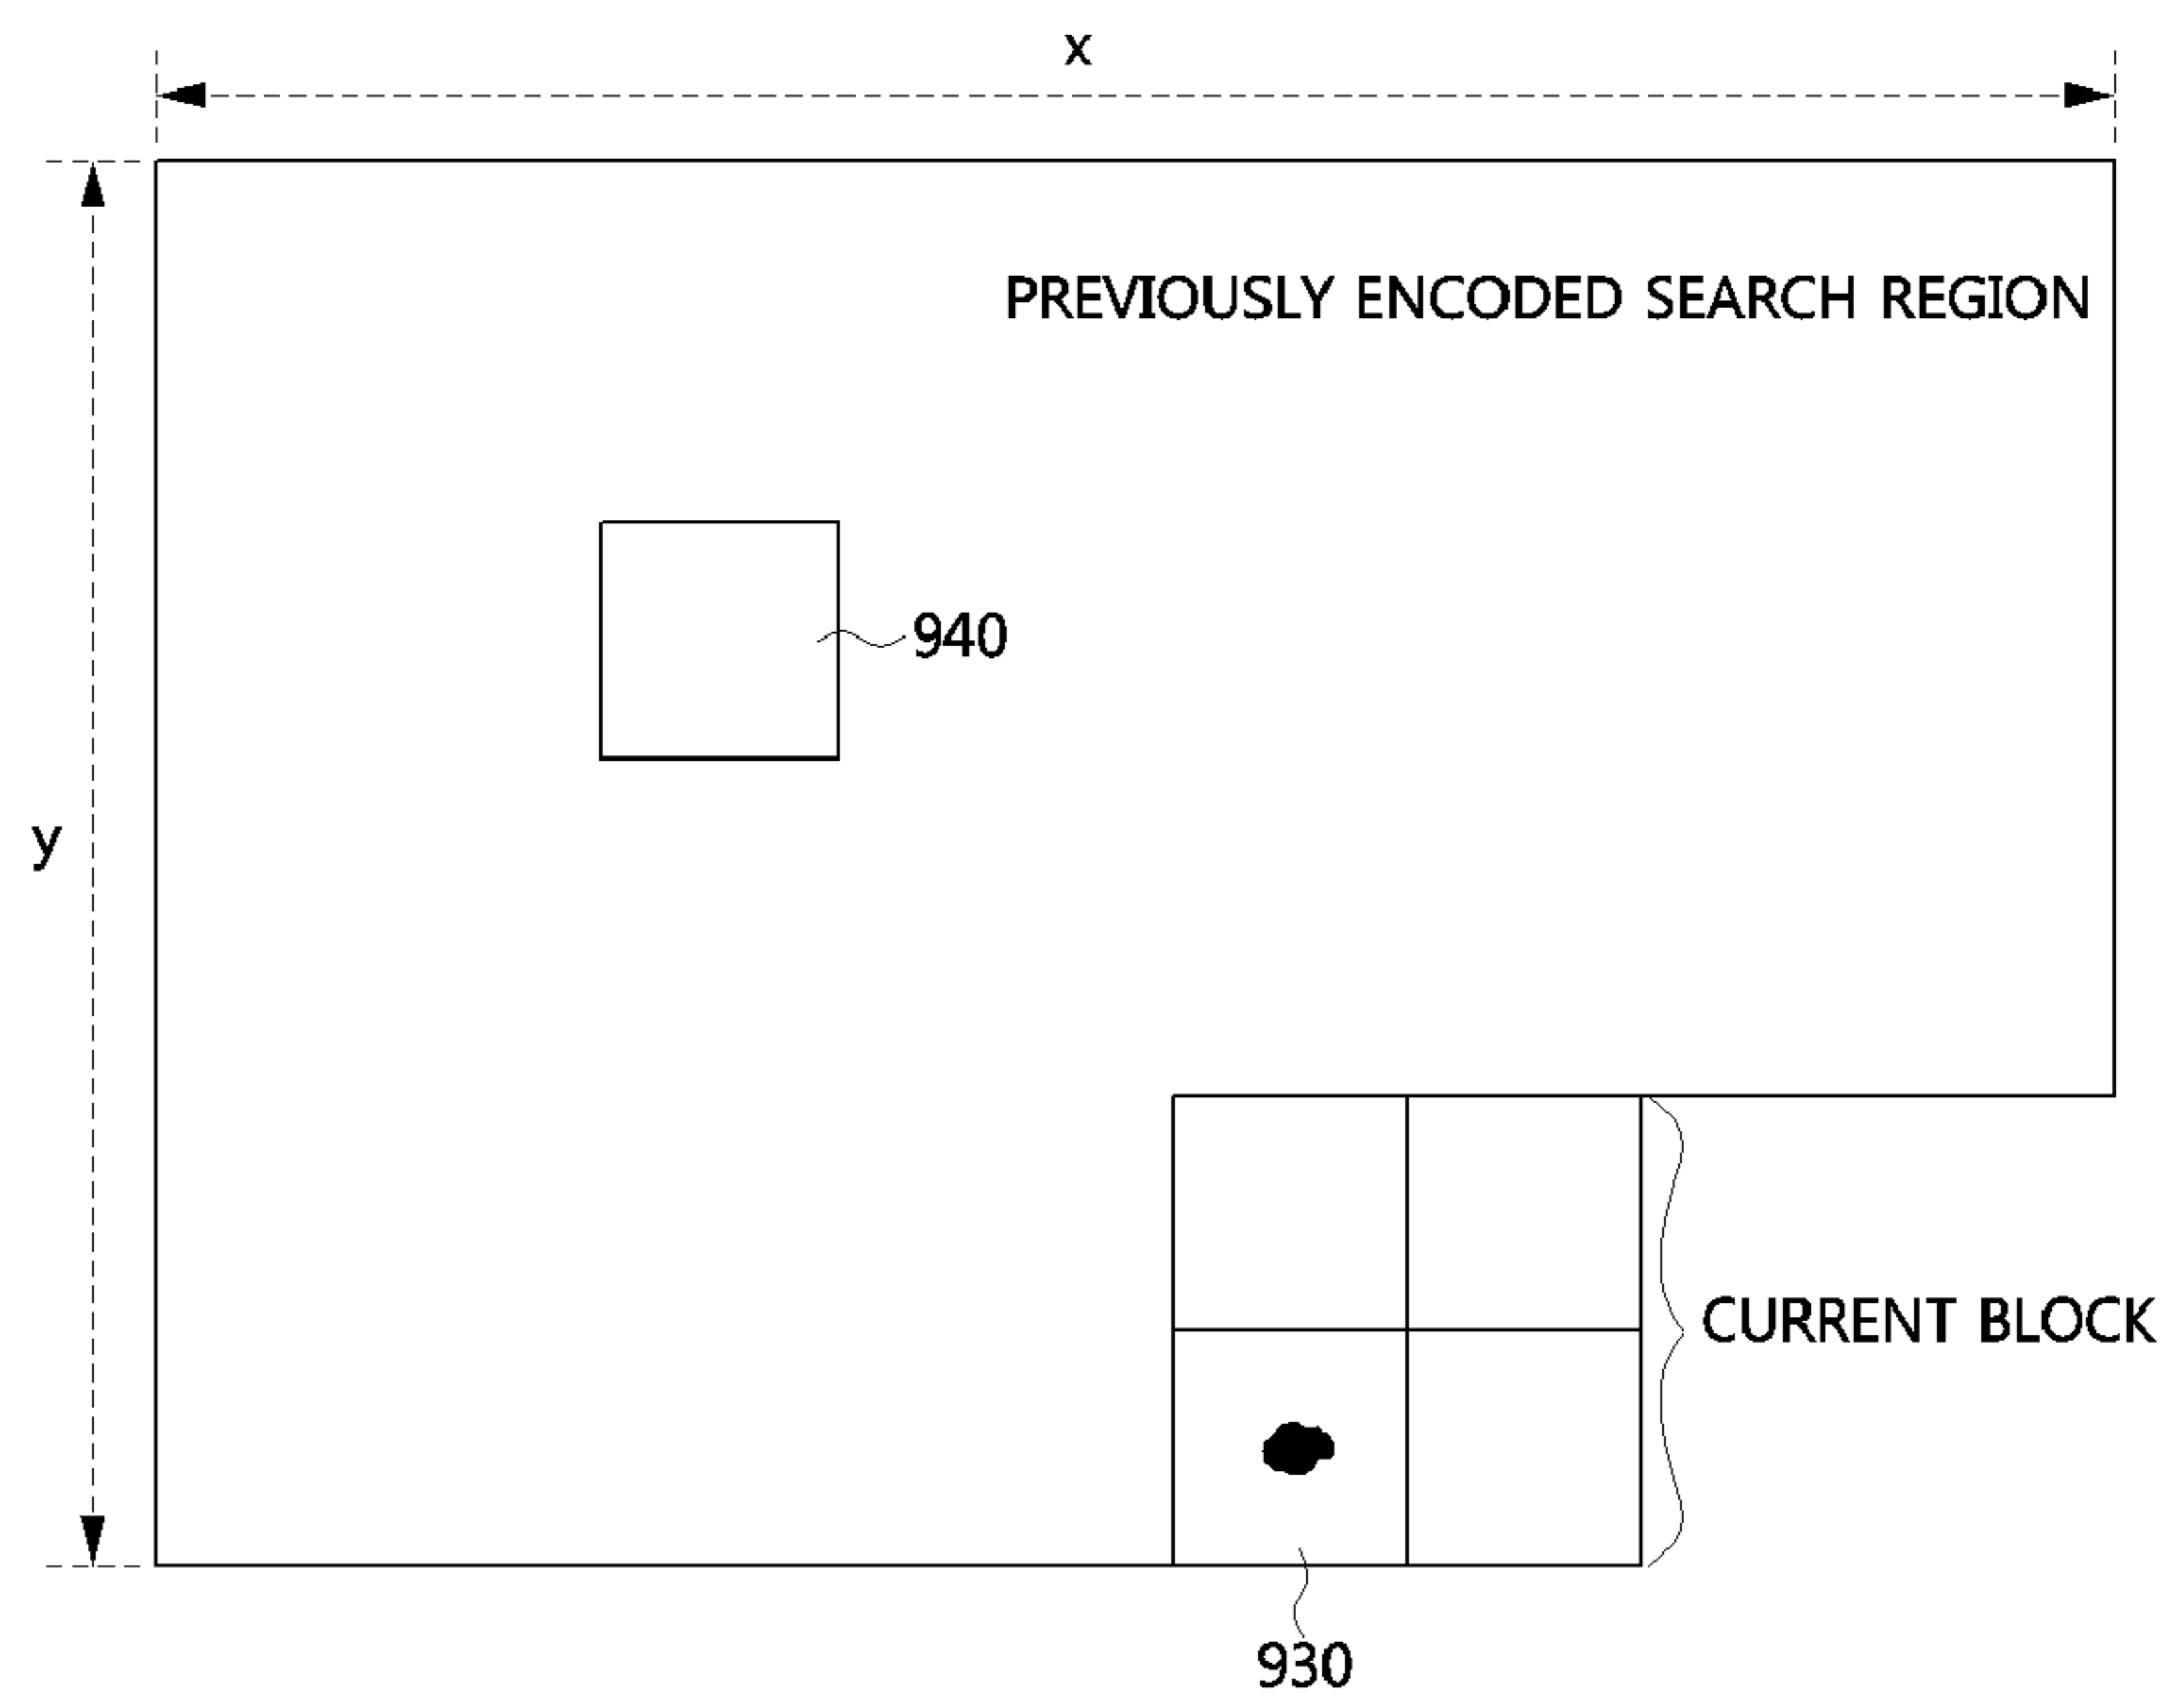 x
PREVIOUSLY ENCODED SEARCH REGION
940
y
CURRENT BLOCK
930